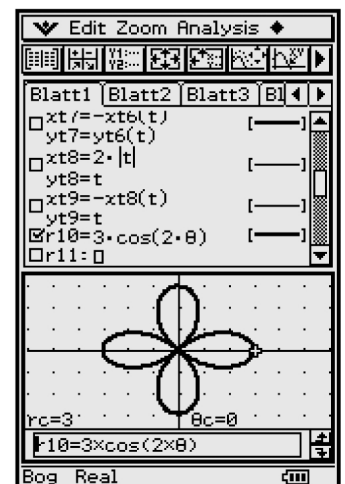 Edit Zoom Analysis
Blatt1 Blatt2 Blatt3 Bl
xt7=-xt6(t)
yt7=yt6(t)
xt8=2·|t|
yt8=t
xt9=-xt8(t)
yt9=t
r10=3·cos(2·θ)
r11:▯
rc=3 θc=0
r10=3×cos(2×θ)
Bog Real